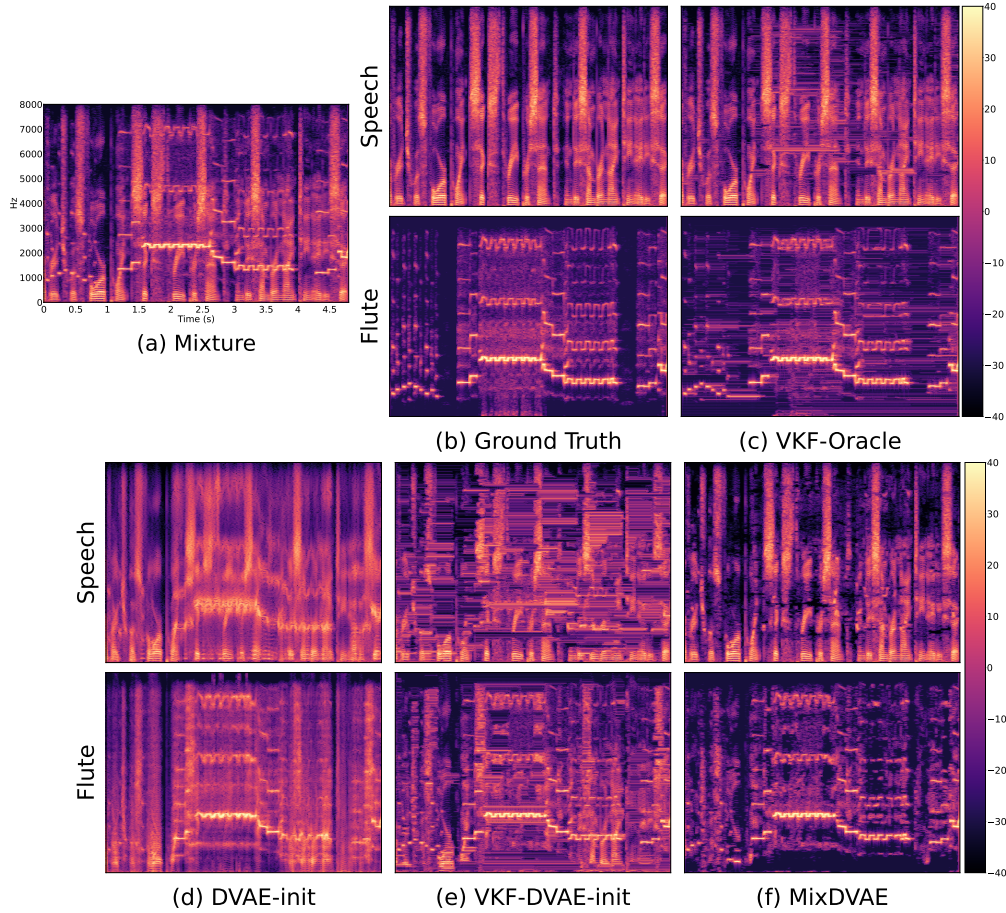 Speech
40
30
20
10
0
−10
−20
−30
−40
8000
7000
6000
5000
4000
3000
2000
1000
0
Hz
0 0.5 1 1.5 2 2.5 3 3.5 4 4.5
Time (s)
(a) Mixture
Flute
(b) Ground Truth
(c) VKF-Oracle
Speech
40
30
20
10
0
−10
−20
−30
−40
Flute
(d) DVAE-init
(e) VKF-DVAE-init
(f) MixDVAE